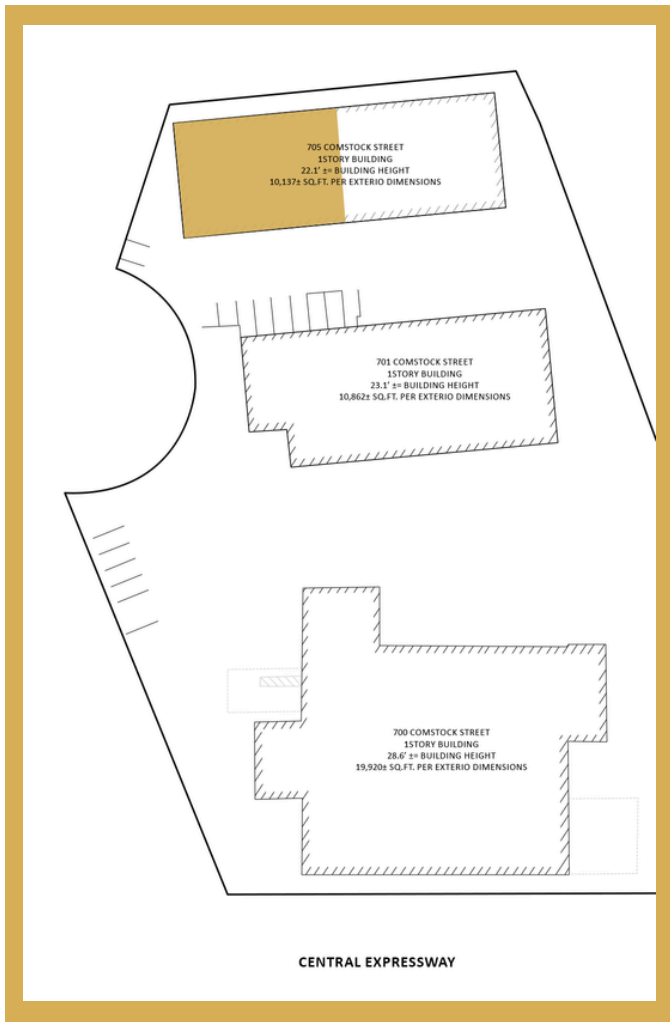 705 COMSTOCK STREET
1STORY BUILDING
22.1' ±= BUILDING HEIGHT
10,137± SQ.FT. PER EXTERIO DIMENSIONS
701 COMSTOCK STREET
1STORY BUILDING
23.1' ±= BUILDING HEIGHT
10,862± SQ.FT. PER EXTERIO DIMENSIONS
700 COMSTOCK STREET
1STORY BUILDING
28.6' ±= BUILDING HEIGHT
19,920± SQ.FT. PER EXTERIO DIMENSIONS
CENTRAL EXPRESSWAY